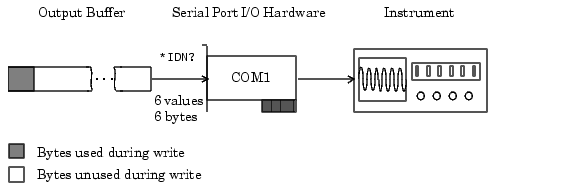 Output Buffer
Serial Port I/O Hardware
Instrument
*IDN?
COM1
6 values
6 bytes
Bytes used during write
Bytes unused during write